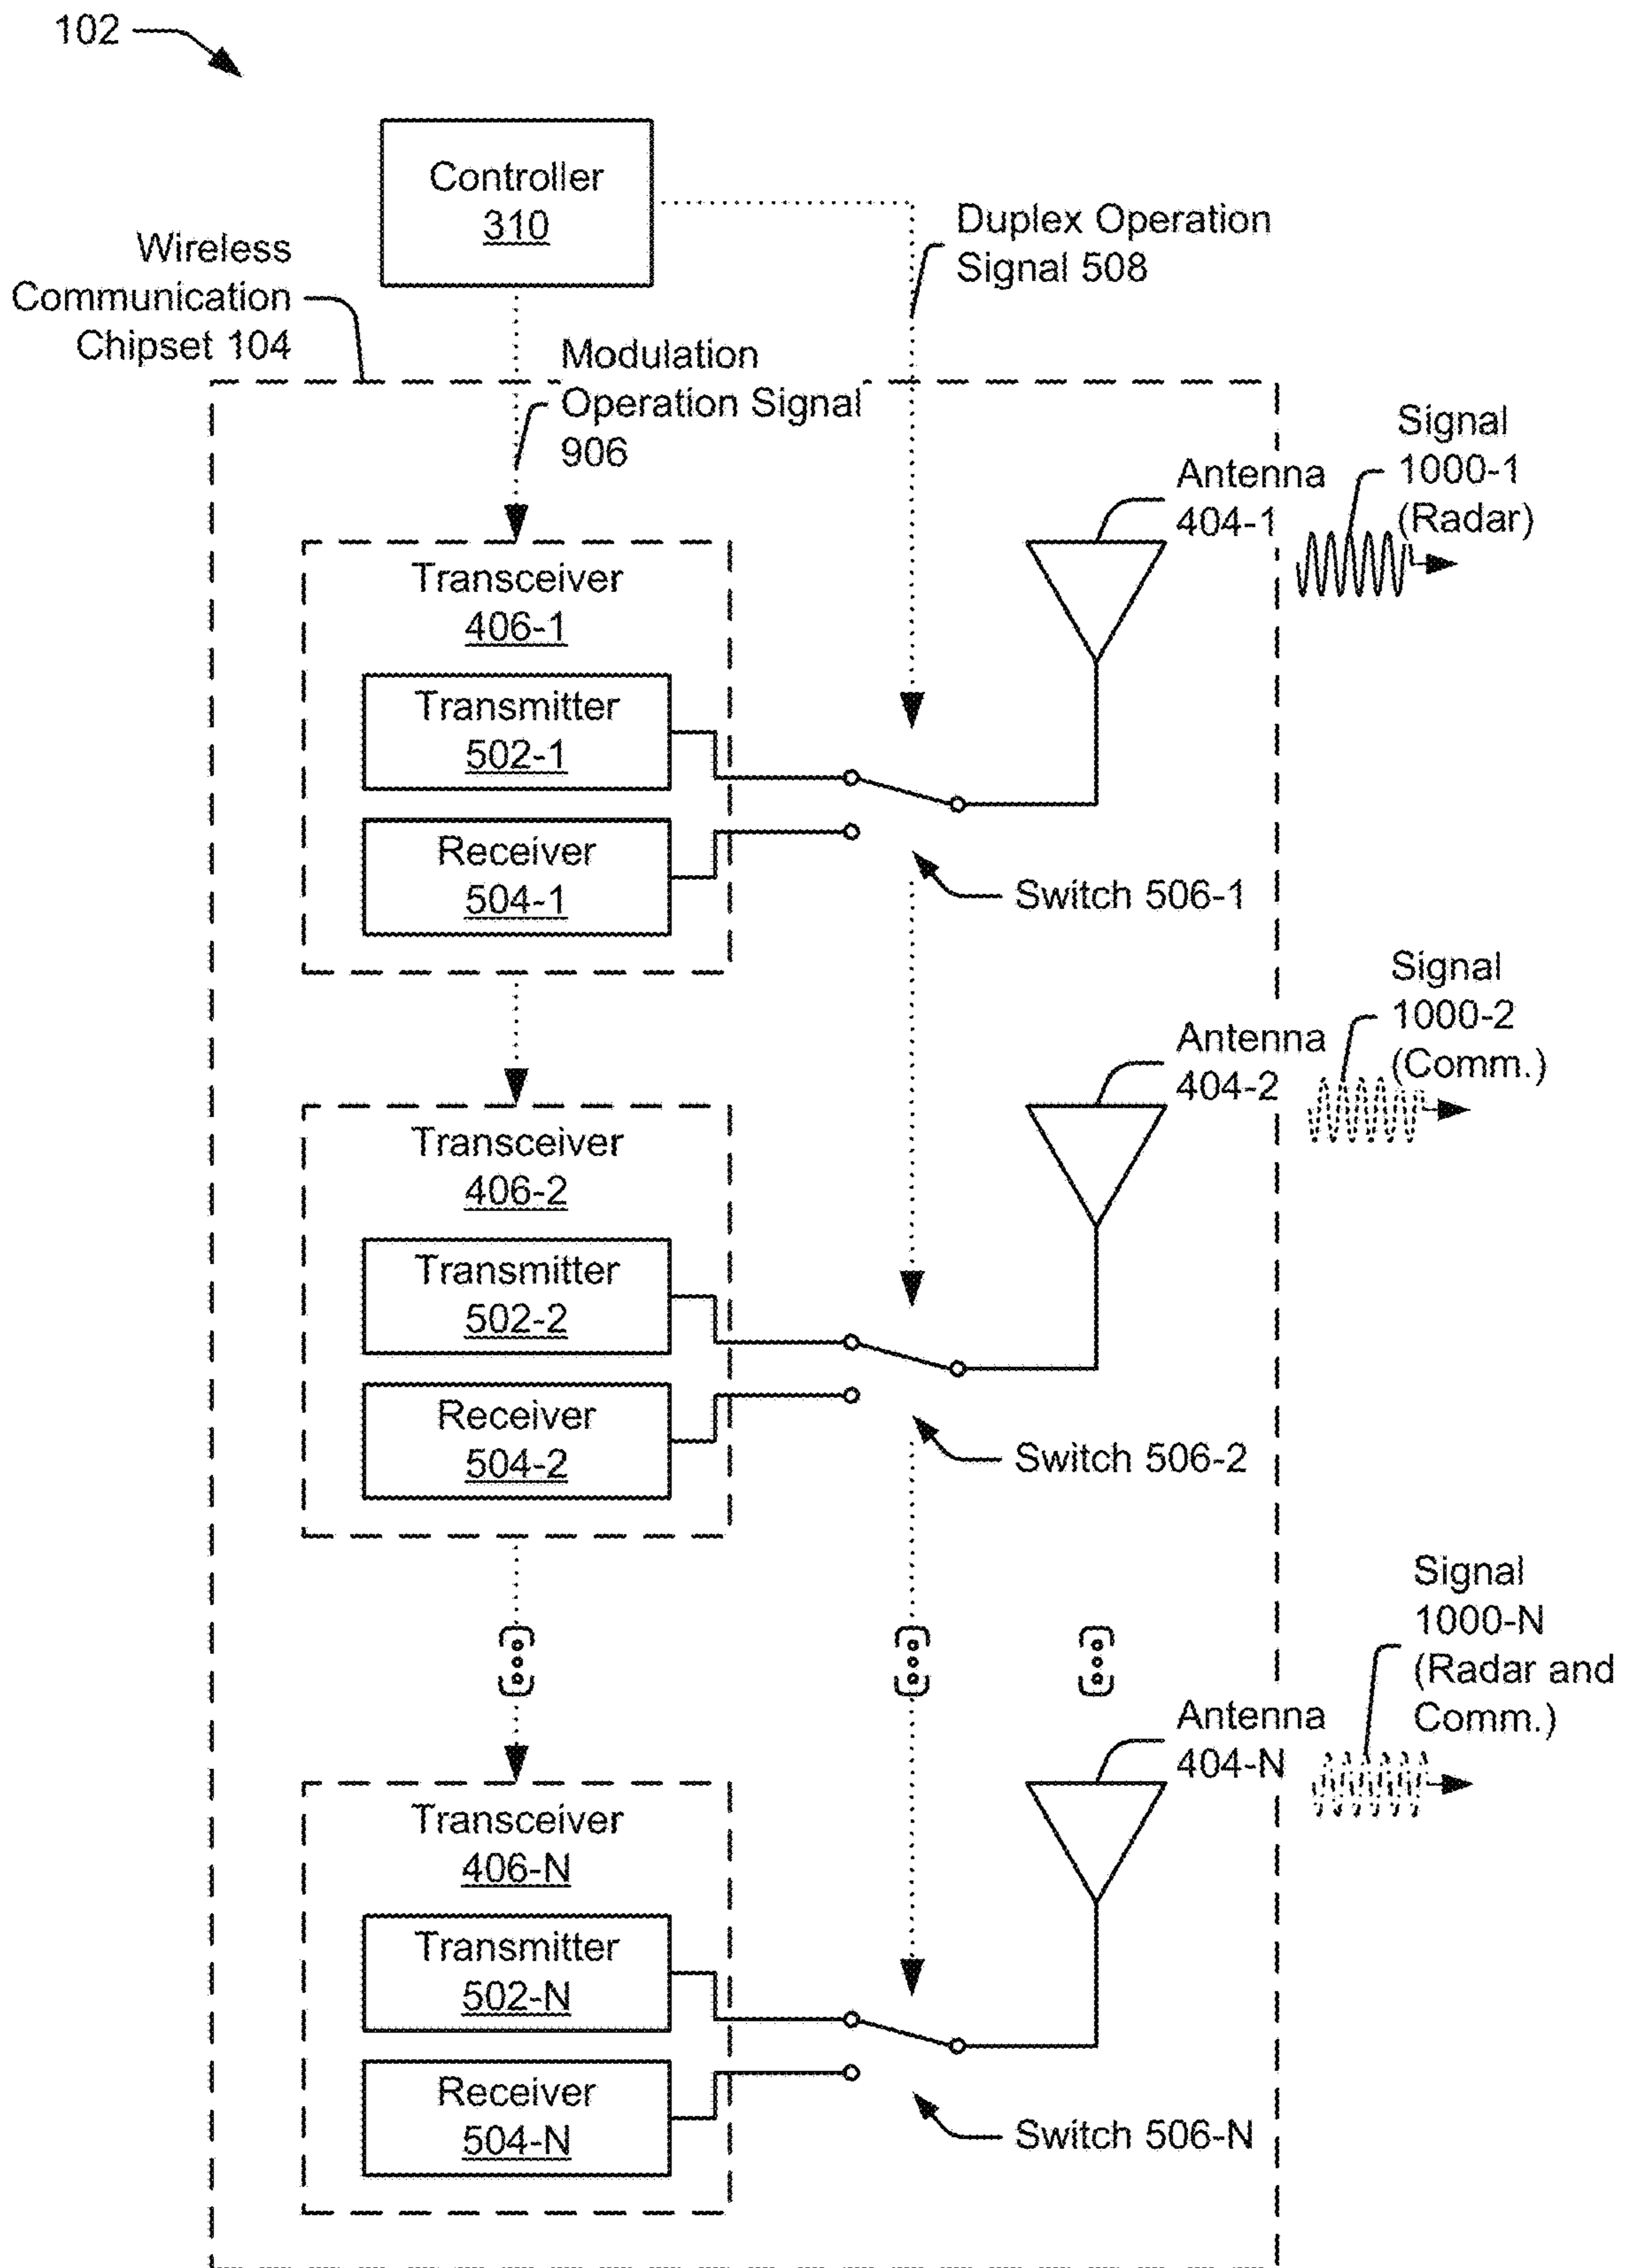 102
Controller
310
Duplex Operation
Signal 508
Wireless
Communication
Chipset 104
Modulation
Operation Signal
906
Signal
1000-1
(Radar)
Antenna
404-1
Transceiver
406-1
Transmitter
502-1
Receiver
504-1
Switch 506-1
Signal
1000-2
(Comm.)
Antenna
404-2
Transceiver
406-2
Transmitter
502-2
Receiver
504-2
Switch 506-2
Signal
1000-N
(Radar and
Comm.)
Antenna
404-N
Transceiver
406-N
Transmitter
502-N
Receiver
504-N
Switch 506-N